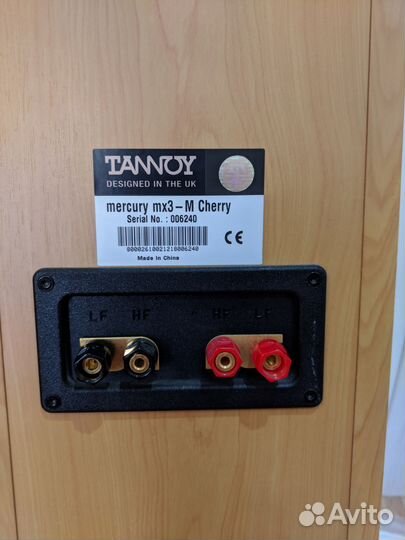 TANNOY
DESIGNED IN THE UK
mercury mx3-M Cherry
Serial No. : 006240
80002610021218006240
CE
Made in China
LF HF HF LF
Avito